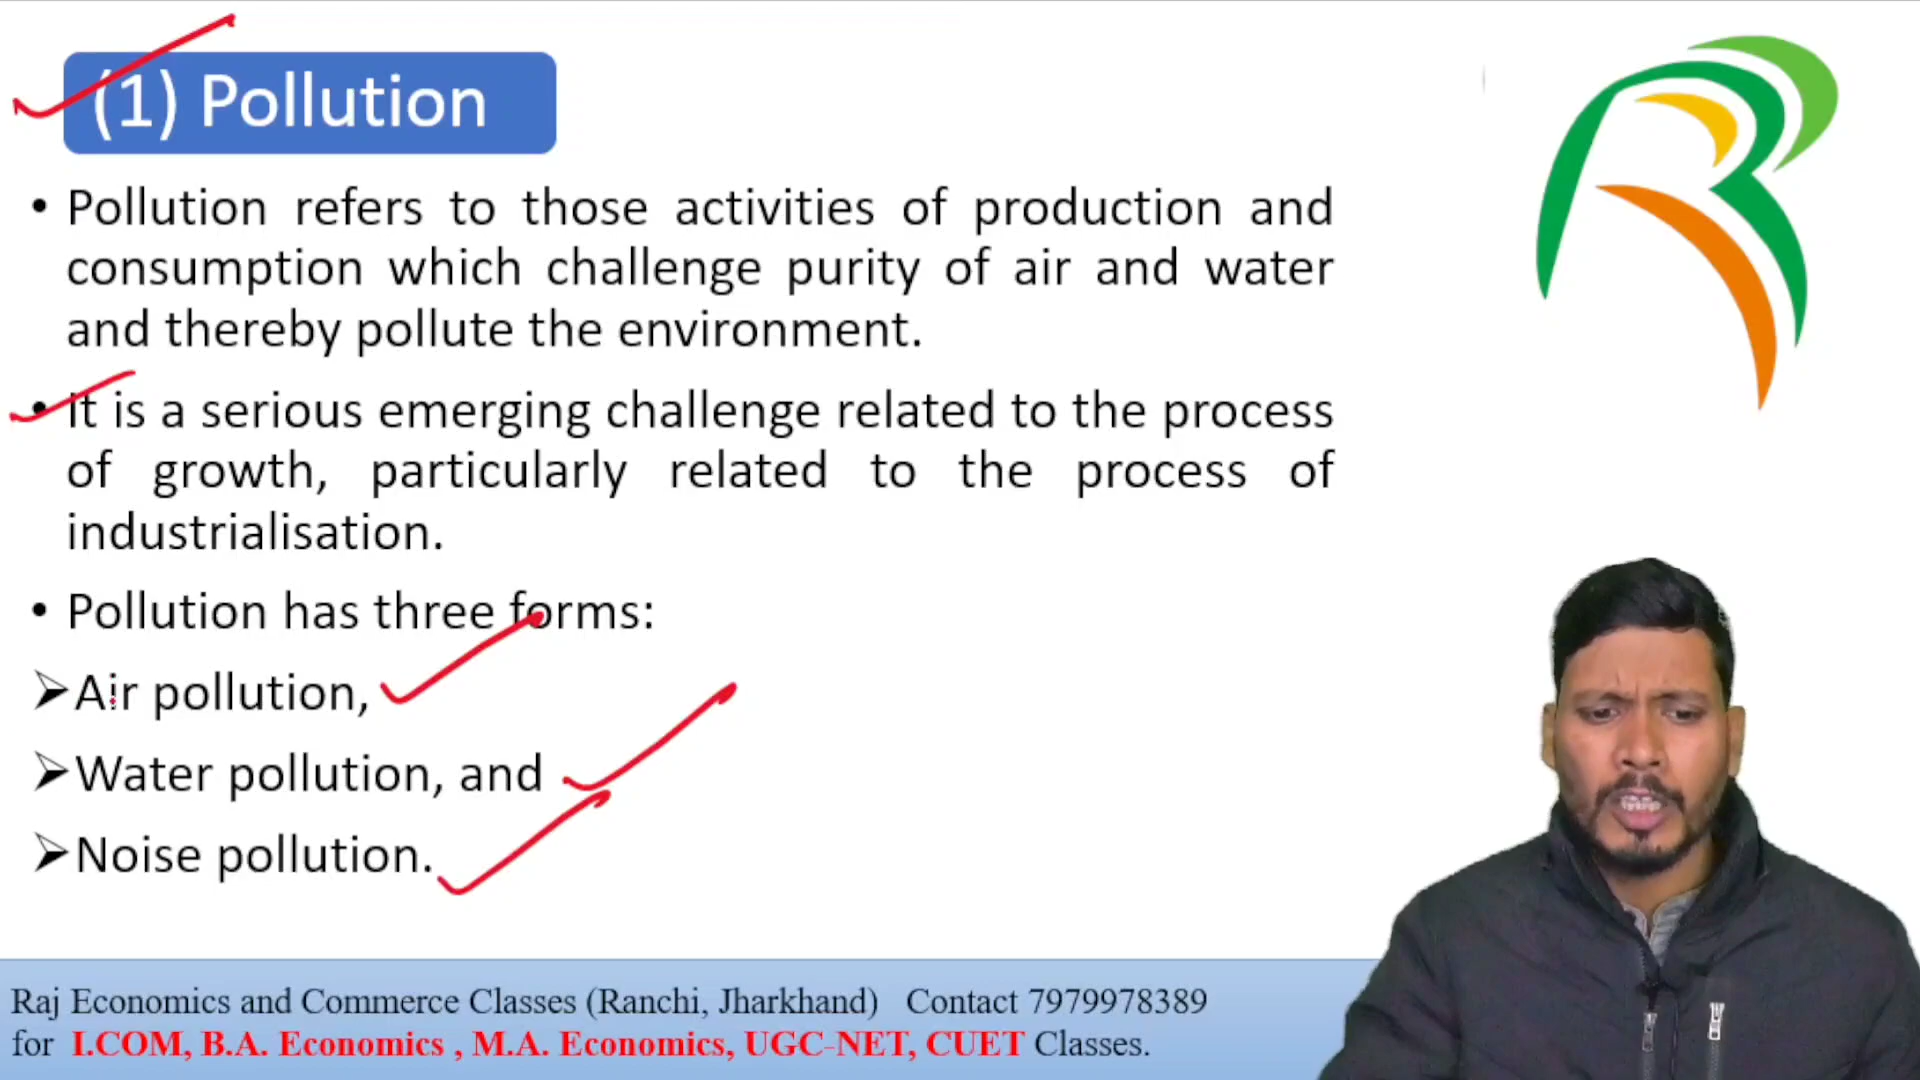 (1) Pollution
• Pollution refers to those activities of production and
consumption which challenge purity of air and water
and thereby pollute the environment.
• It is a serious emerging challenge related to the process
of growth, particularly related to the process of
industrialisation.
• Pollution has three forms:
➢Air pollution,
➢Water pollution, and
➢Noise pollution.
Raj Economics and Commerce Classes (Ranchi, Jharkhand) Contact 7979978389
for I.COM, B.A. Economics , M.A. Economics, UGC-NET, CUET Classes.